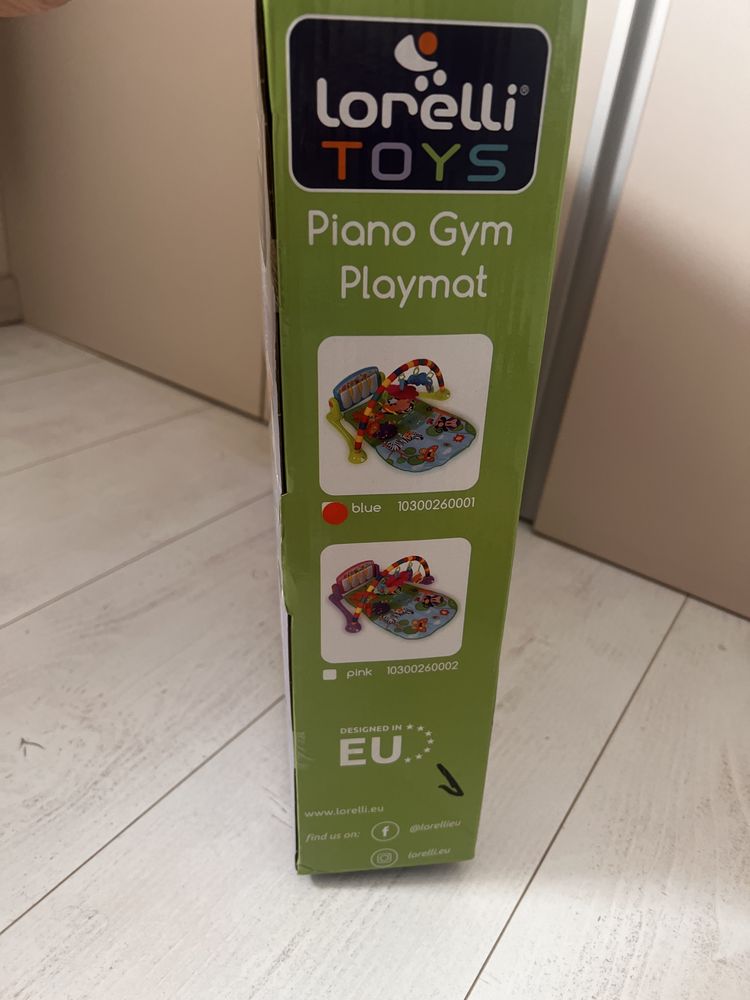 lorelli®
TOYS
Piano Gym
Playmat
blue 10300260001
pink 10300260002
DESIGNED IN
EU
www.lorelli.eu
find us on: f @lorellieu
lorelli.eu